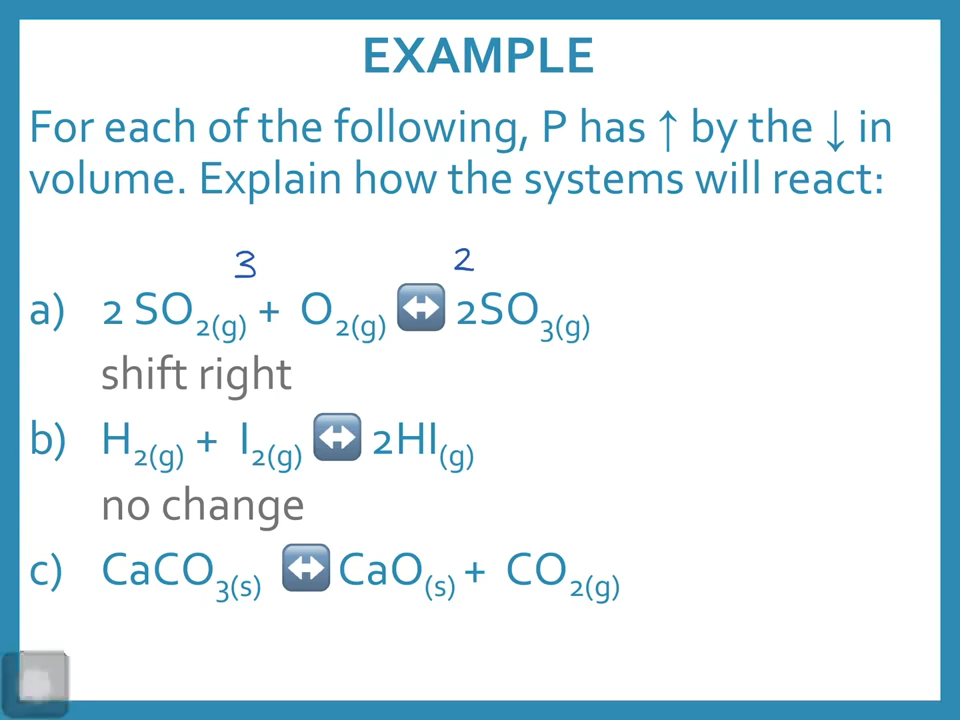 EXAMPLE
For each of the following, P has ↑ by the ↓ in
volume. Explain how the systems will react:
3 2
a) 2 SO2(g) + O2(g) ↔ 2SO3(g)
shift right
b) H2(g) + I2(g) ↔ 2HI(g)
no change
c) CaCO3(s) ↔ CaO(s) + CO2(g)